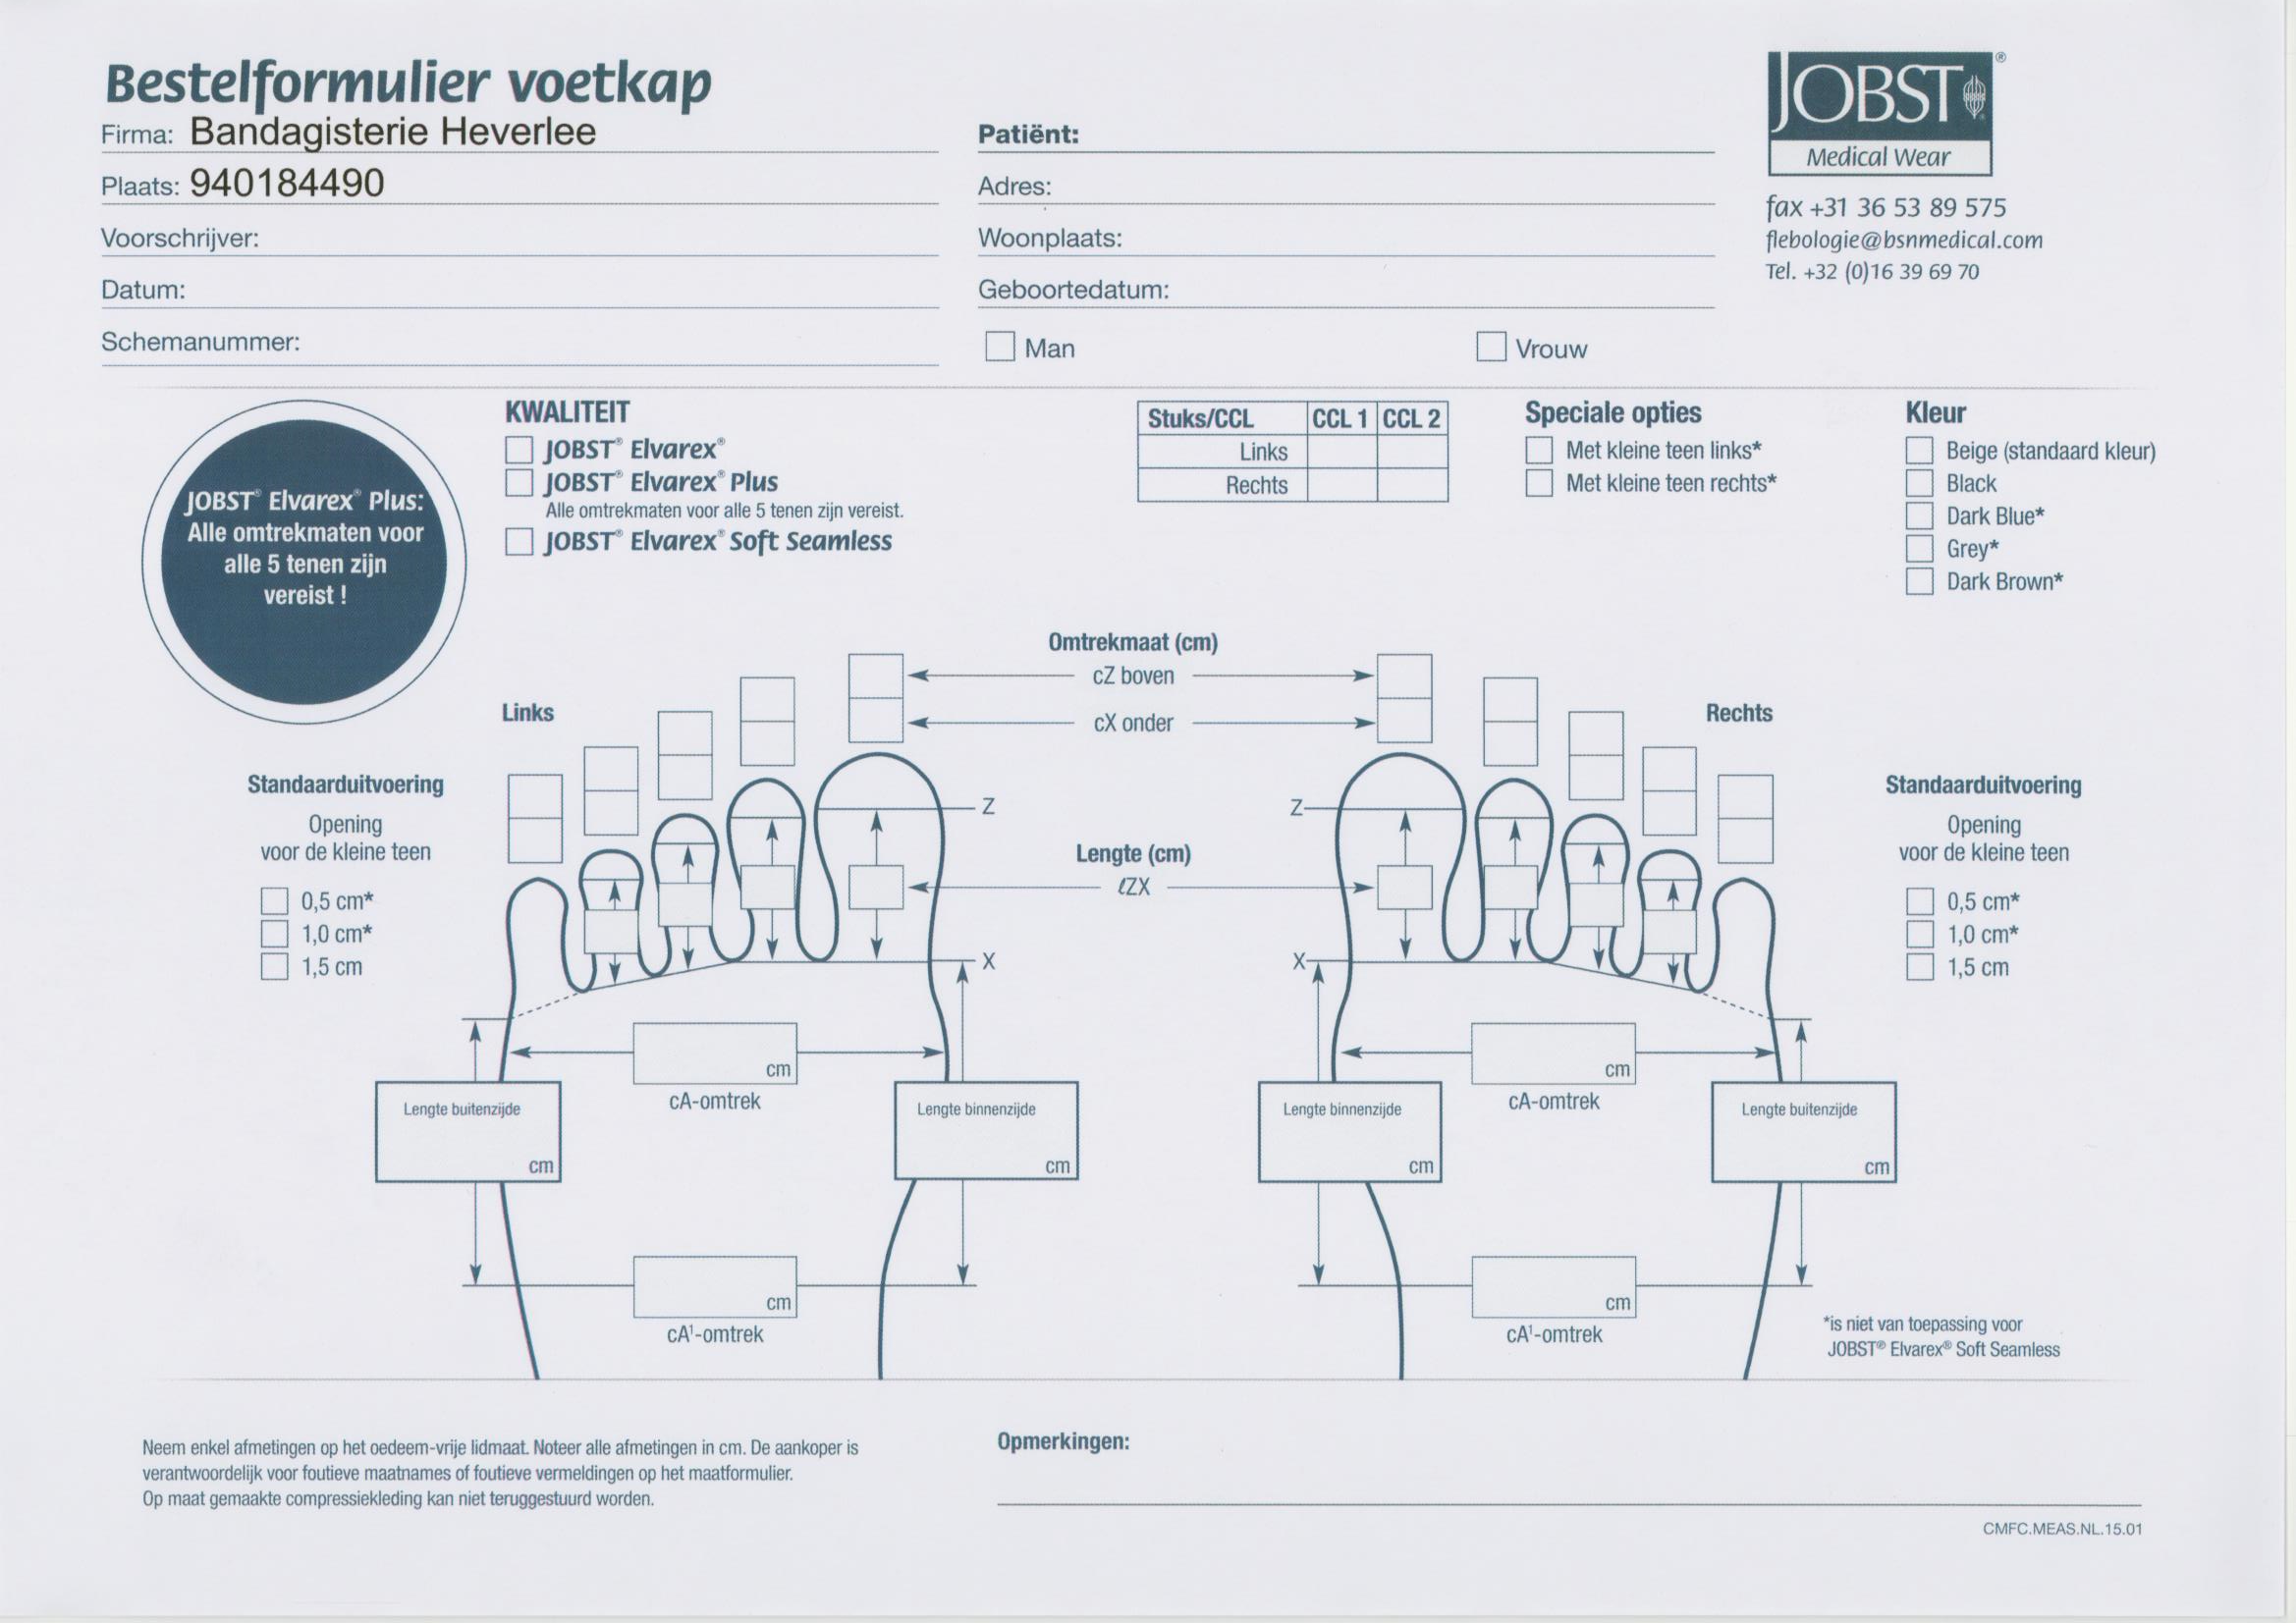 Bestelformulier voetkap
Firma: Bandagisterie Heverlee
Plaats: 940184490
Voorschrijver:
Datum:
Schemanummer:
Patiënt:
Adres:
Woonplaats:
Geboortedatum:
Man
Vrouw
JOBST®
Medical Wear
fax +31 36 53 89 575
flebologie@bsnmedical.com
Tel. +32 (0)16 39 69 70
JOBST® Elvarex® Plus:
Alle omtrekmaten voor
alle 5 tenen zijn
vereist !
KWALITEIT
JOBST® Elvarex®
JOBST® Elvarex® Plus
Alle omtrekmaten voor alle 5 tenen zijn vereist.
JOBST® Elvarex® Soft Seamless
Stuks/CCL CCL 1 CCL 2
Links
Rechts
Speciale opties
Met kleine teen links*
Met kleine teen rechts*
Kleur
Beige (standaard kleur)
Black
Dark Blue*
Grey*
Dark Brown*
Omtrekmaat (cm)
cZ boven
cX onder
Links
Rechts
Standaarduitvoering
Opening
voor de kleine teen
0,5 cm*
1,0 cm*
1,5 cm
Z
Z
Lengte (cm)
ℓZX
X
X
Standaarduitvoering
Opening
voor de kleine teen
0,5 cm*
1,0 cm*
1,5 cm
cm
cA-omtrek
Lengte buitenzijde
cm
Lengte binnenzijde
cm
cm
cA¹-omtrek
cm
cA-omtrek
Lengte binnenzijde
cm
Lengte buitenzijde
cm
cm
cA¹-omtrek
*is niet van toepassing voor
JOBST® Elvarex® Soft Seamless
Neem enkel afmetingen op het oedeem-vrije lidmaat. Noteer alle afmetingen in cm. De aankoper is
verantwoordelijk voor foutieve maatnames of foutieve vermeldingen op het maatformulier.
Op maat gemaakte compressiekleding kan niet teruggestuurd worden.
Opmerkingen:
CMFC.MEAS.NL.15.01